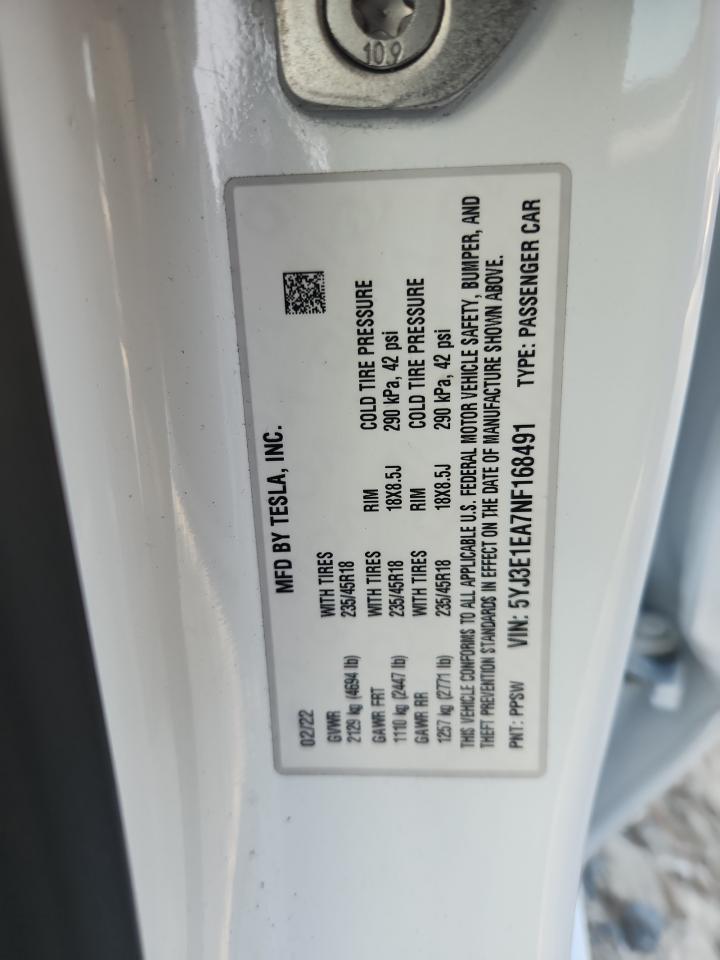 10.9
MFD BY TESLA, INC.
02/22
GVWR WITH TIRES
2129 kg (4694 lb) 235/45R18
GAWR FRT WITH TIRES RIM COLD TIRE PRESSURE
1110 kg (2447 lb) 235/45R18 18X8.5J 290 kPa, 42 psi
GAWR RR WITH TIRES RIM COLD TIRE PRESSURE
1257 kg (2771 lb) 235/45R18 18X8.5J 290 kPa, 42 psi
THIS VEHICLE CONFORMS TO ALL APPLICABLE U.S. FEDERAL MOTOR VEHICLE SAFETY, BUMPER, AND
THEFT PREVENTION STANDARDS IN EFFECT ON THE DATE OF MANUFACTURE SHOWN ABOVE.
PNT: PPSW VIN: 5YJ3E1EA7NF168491 TYPE: PASSENGER CAR